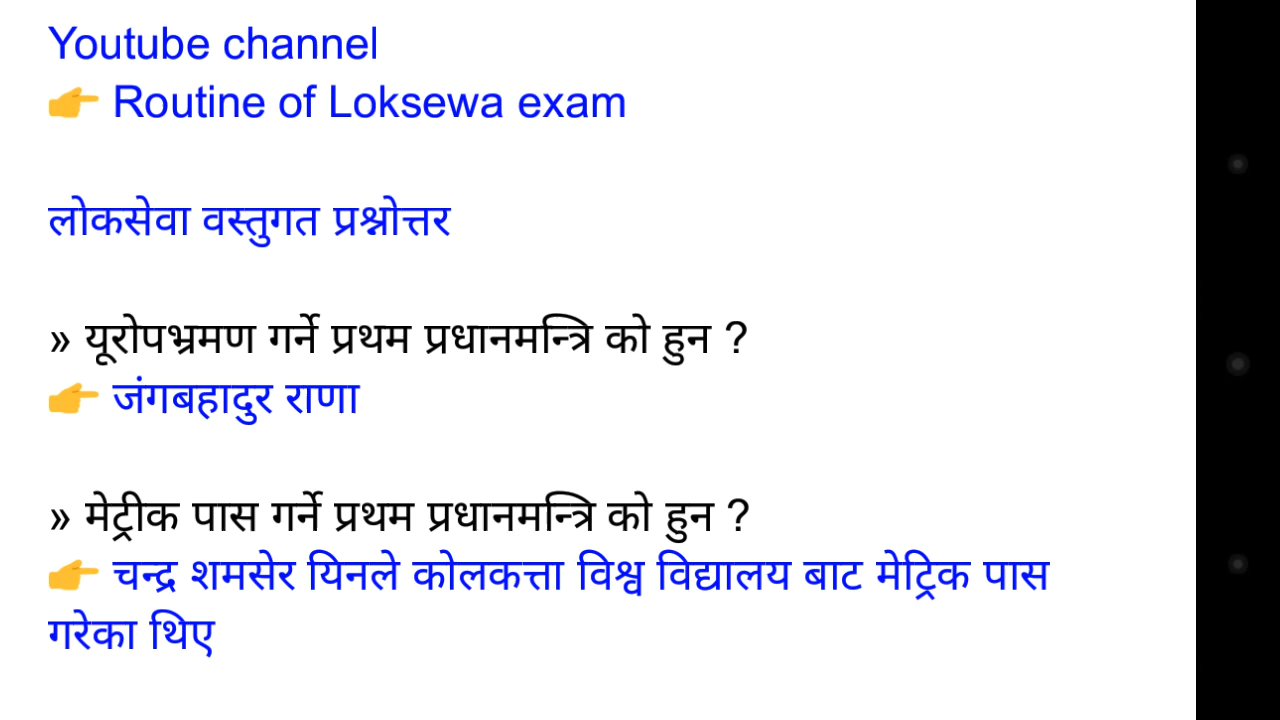 Youtube channel
👉 Routine of Loksewa exam
लोकसेवा वस्तुगत प्रश्नोत्तर
» यूरोपभ्रमण गर्ने प्रथम प्रधानमन्त्रि को हुन ?
👉 जंगबहादुर राणा
» मेट्रीक पास गर्ने प्रथम प्रधानमन्त्रि को हुन ?
👉 चन्द्र शमसेर यिनले कोलकत्ता विश्व विद्यालय बाट मेट्रिक पास
गरेका थिए